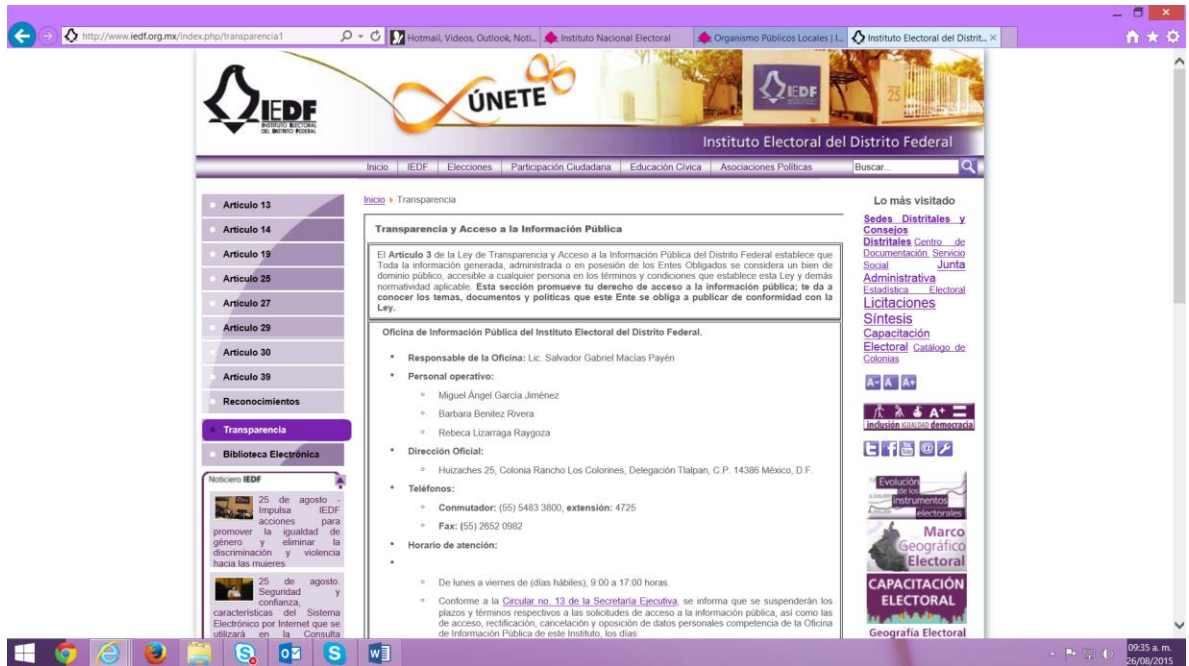 http://www.iedf.org.mx/index.php/transparencia1
Hotmail, Videos, Outlook, Noti...
Instituto Nacional Electoral
Organismo Públicos Locales | I...
Instituto Electoral del Distrit...
IEDF
INSTITUTO ELECTORAL
DEL DISTRITO FEDERAL
ÚNETE
IEDF
25
Instituto Electoral del Distrito Federal
Inicio
IEDF
Elecciones
Participación Ciudadana
Educación Cívica
Asociaciones Políticas
Buscar...
Artículo 13
Artículo 14
Artículo 19
Artículo 25
Artículo 27
Artículo 29
Artículo 30
Artículo 39
Reconocimientos
Transparencia
Biblioteca Electrónica
Noticiero IEDF
25 de agosto -
Impulsa IEDF
acciones para
promover la igualdad de
género y eliminar la
discriminación y violencia
hacia las mujeres
25 de agosto.
Seguridad y
confianza,
características del Sistema
Electrónico por Internet que se
utilizará en la Consulta
Inicio Transparencia
Transparencia y Acceso a la Información Pública
El Artículo 3 de la Ley de Transparencia y Acceso a la Información Pública del Distrito Federal establece que
Toda la información generada, administrada o en posesión de los Entes Obligados se considera un bien de
dominio público, accesible a cualquier persona en los términos y condiciones que establece esta Ley y demás
normatividad aplicable. Esta sección promueve tu derecho de acceso a la información pública; te da a
conocer los temas, documentos y políticas que este Ente se obliga a publicar de conformidad con la
Ley.
Oficina de Información Pública del Instituto Electoral del Distrito Federal.
Responsable de la Oficina: Lic. Salvador Gabriel Macías Payén
Personal operativo:
Miguel Ángel García Jiménez
Barbara Benitez Rivera
Rebeca Lizarraga Raygoza
Dirección Oficial:
Huizaches 25, Colonia Rancho Los Colorines, Delegación Tlalpan, C.P. 14386 México, D.F.
Teléfonos:
Conmutador: (55) 5483 3800, extensión: 4725
Fax: (55) 2652 0982
Horario de atención:
De lunes a viernes de (días hábiles), 9:00 a 17:00 horas.
Conforme a la Circular no. 13 de la Secretaría Ejecutiva, se informa que se suspenderán los
plazos y términos respectivos a las solicitudes de acceso a la información pública, así como las
de acceso, rectificación, cancelación y oposición de datos personales competencia de la Oficina
de Información Pública de este Instituto, los días:
Lo más visitado
Sedes Distritales y
Consejos
Distritales Centro de
Documentación Servicio
Social Junta
Administrativa
Estadística Electoral
Licitaciones
Síntesis
Capacitación
Electoral Catálogo de
Colonias
A- A A+
A+
inclusión IGUALDAD democracia
Evolución
de los
instrumentos
electorales
Marco
Geográfico
Electoral
CAPACITACIÓN
ELECTORAL
Geografía Electoral
09:35 a. m.
26/08/2015